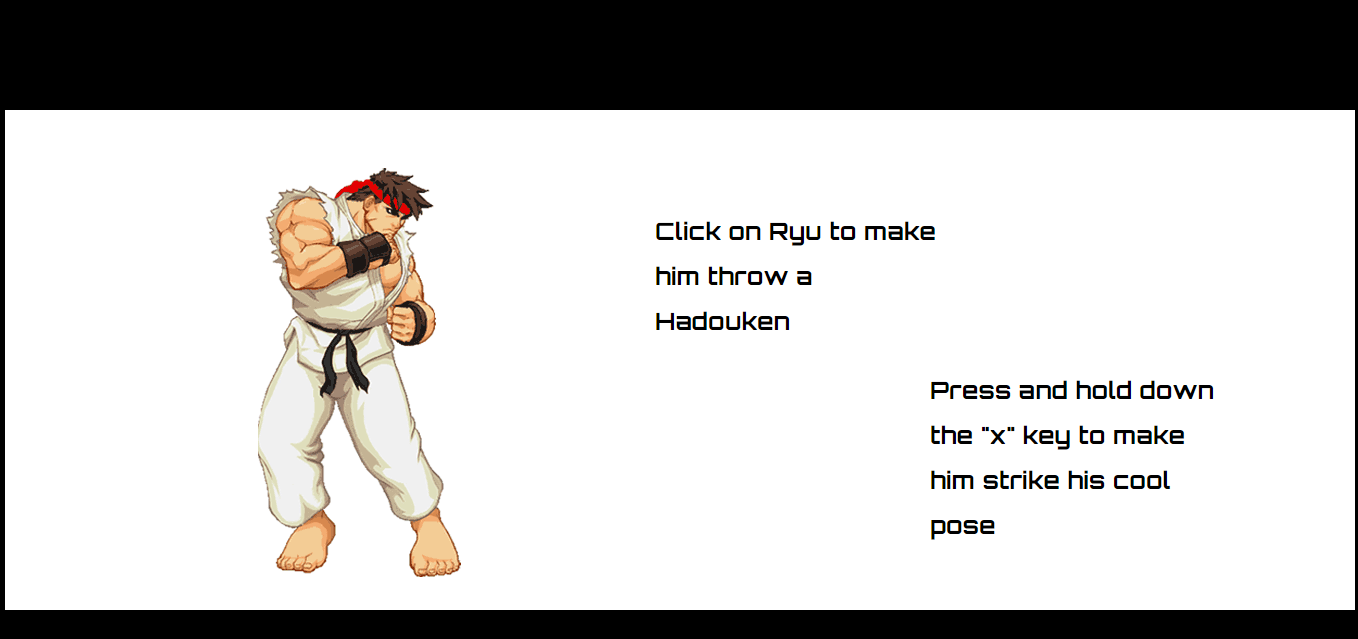 Click on Ryu to make
him throw a
Hadouken
Press and hold down
the "x" key to make
him strike his cool
pose